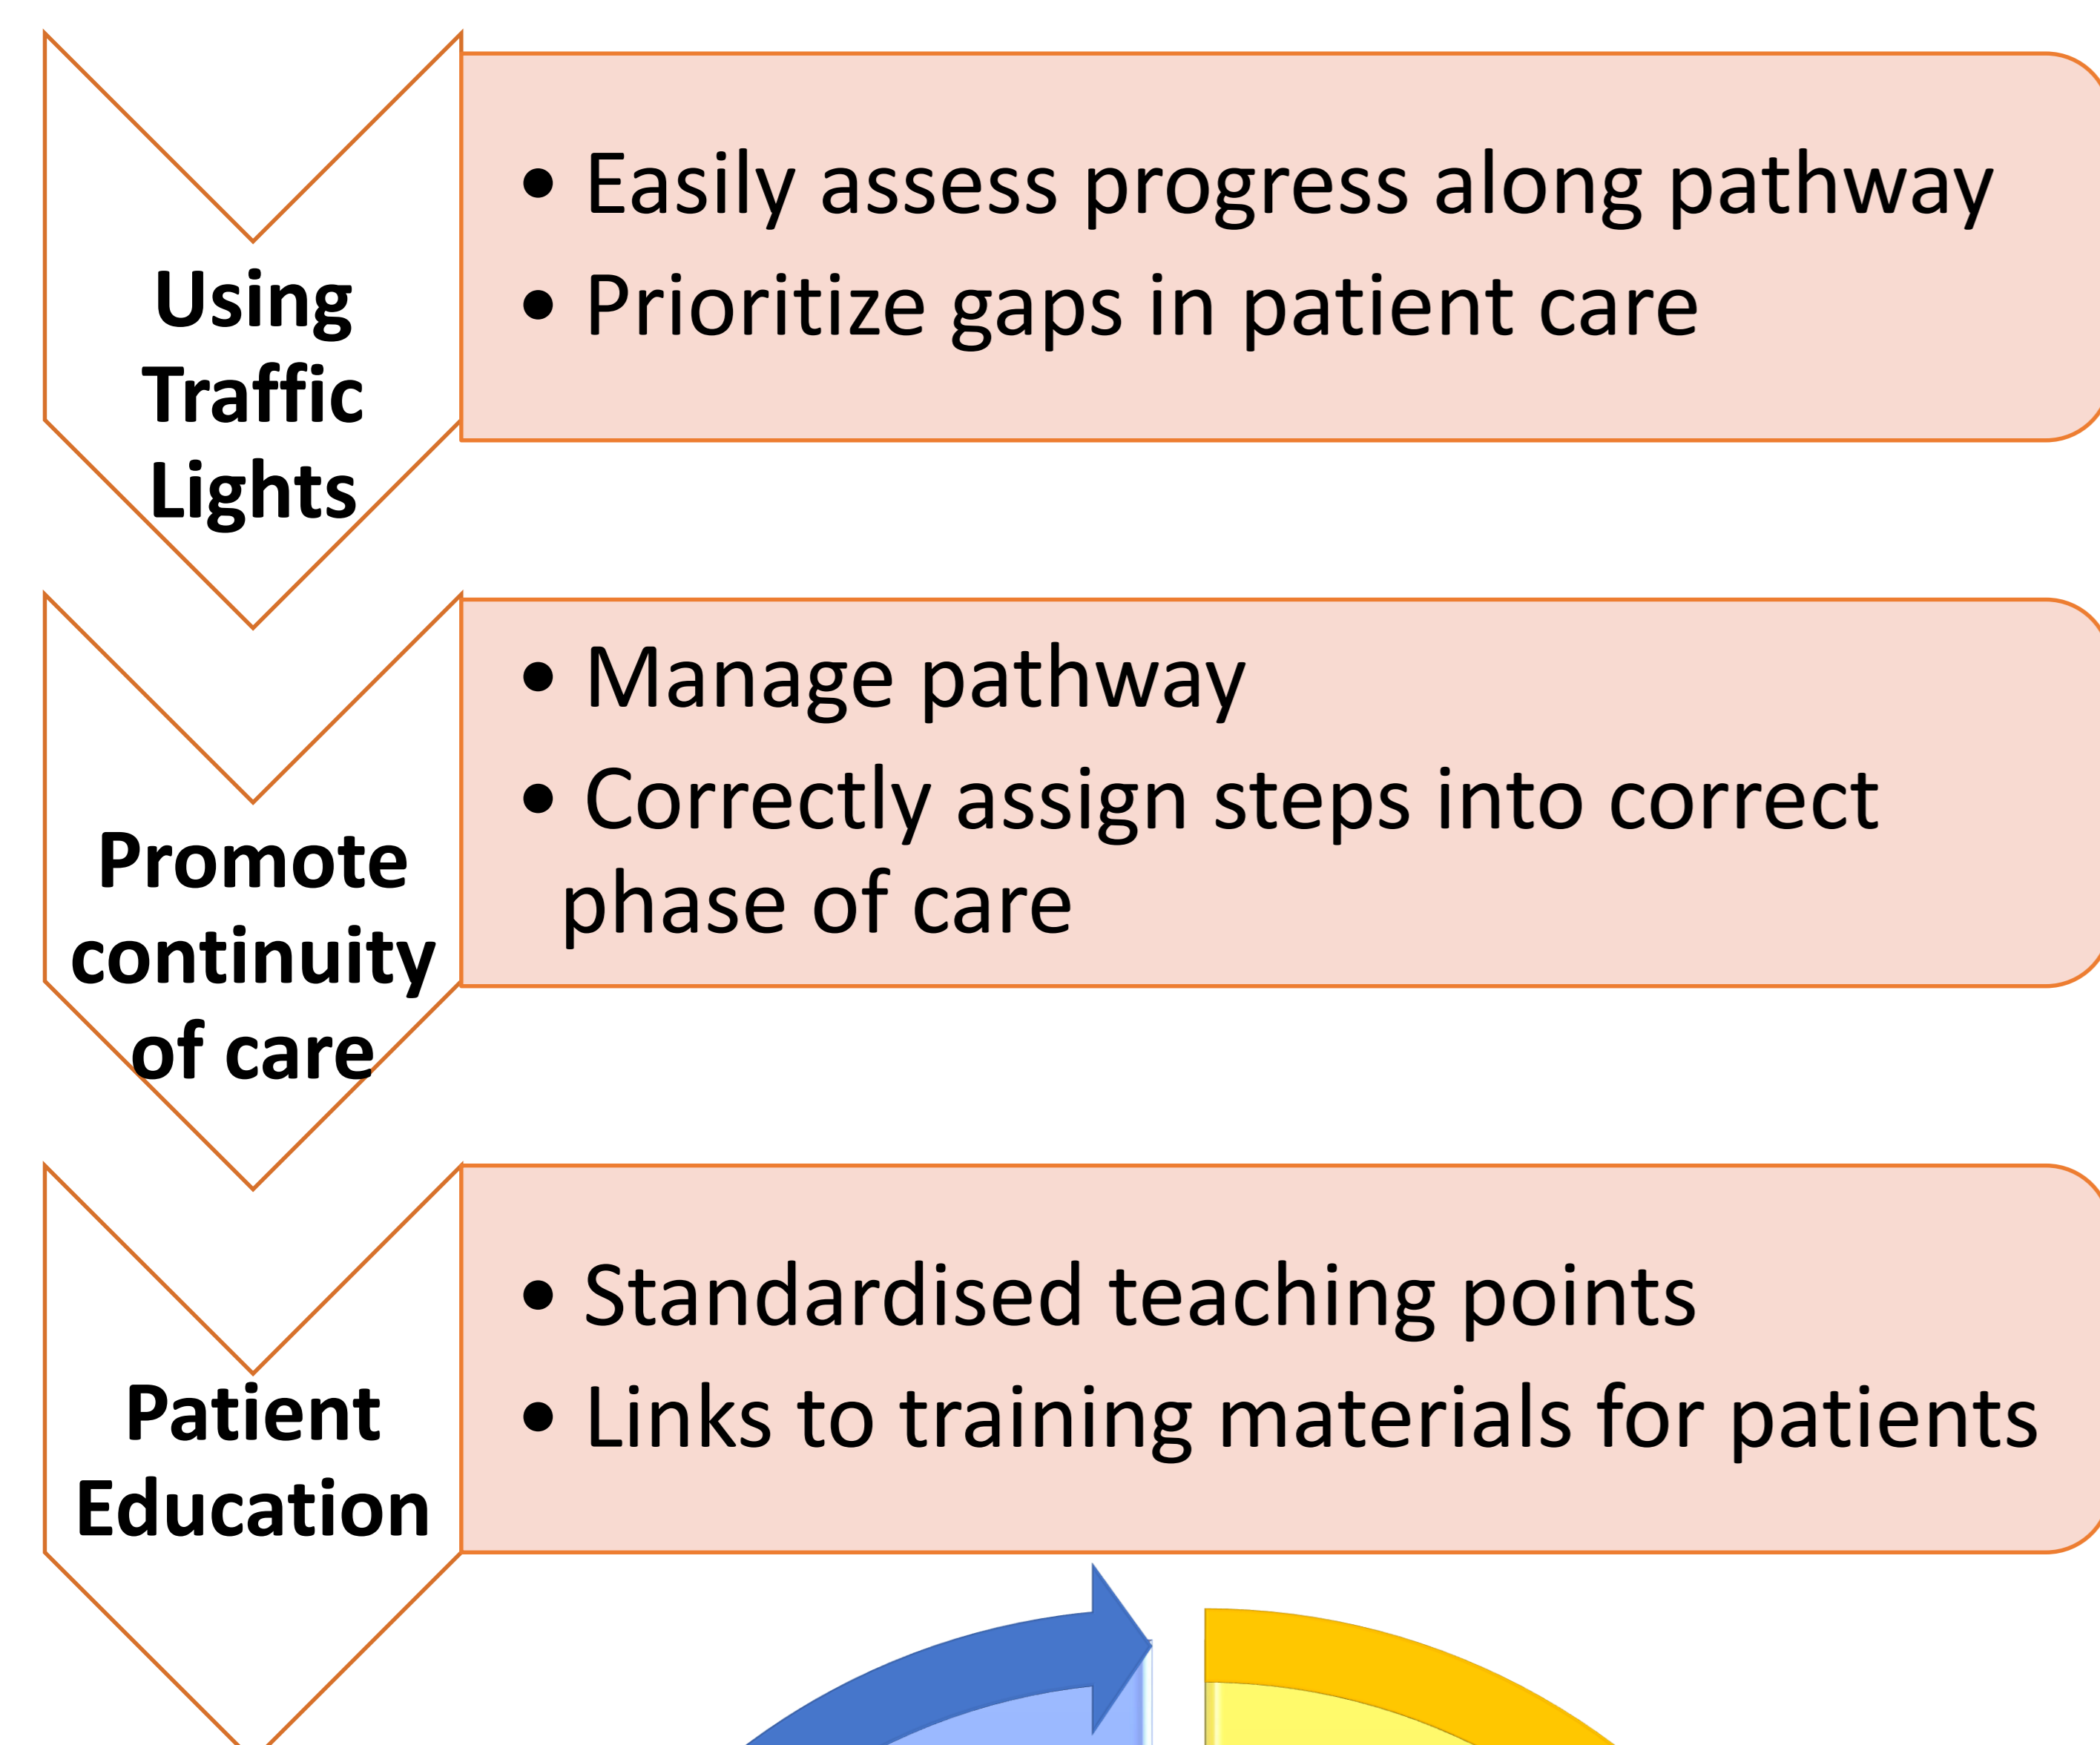 Using
Traffic
Lights
• Easily assess progress along pathway
• Prioritize gaps in patient care
Promote
continuity
of care
• Manage pathway
• Correctly assign steps into correct
phase of care
Patient
Education
• Standardised teaching points
• Links to training materials for patients